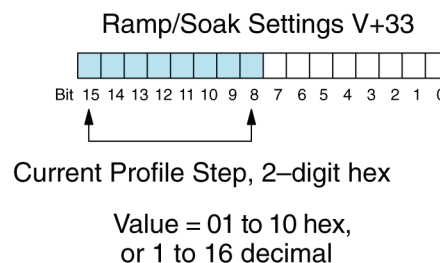 Ramp/Soak Settings V+33
Bit 15 14 13 12 11 10 9 8 7 6 5 4 3 2 1 0
Current Profile Step, 2–digit hex
Value = 01 to 10 hex,
or 1 to 16 decimal